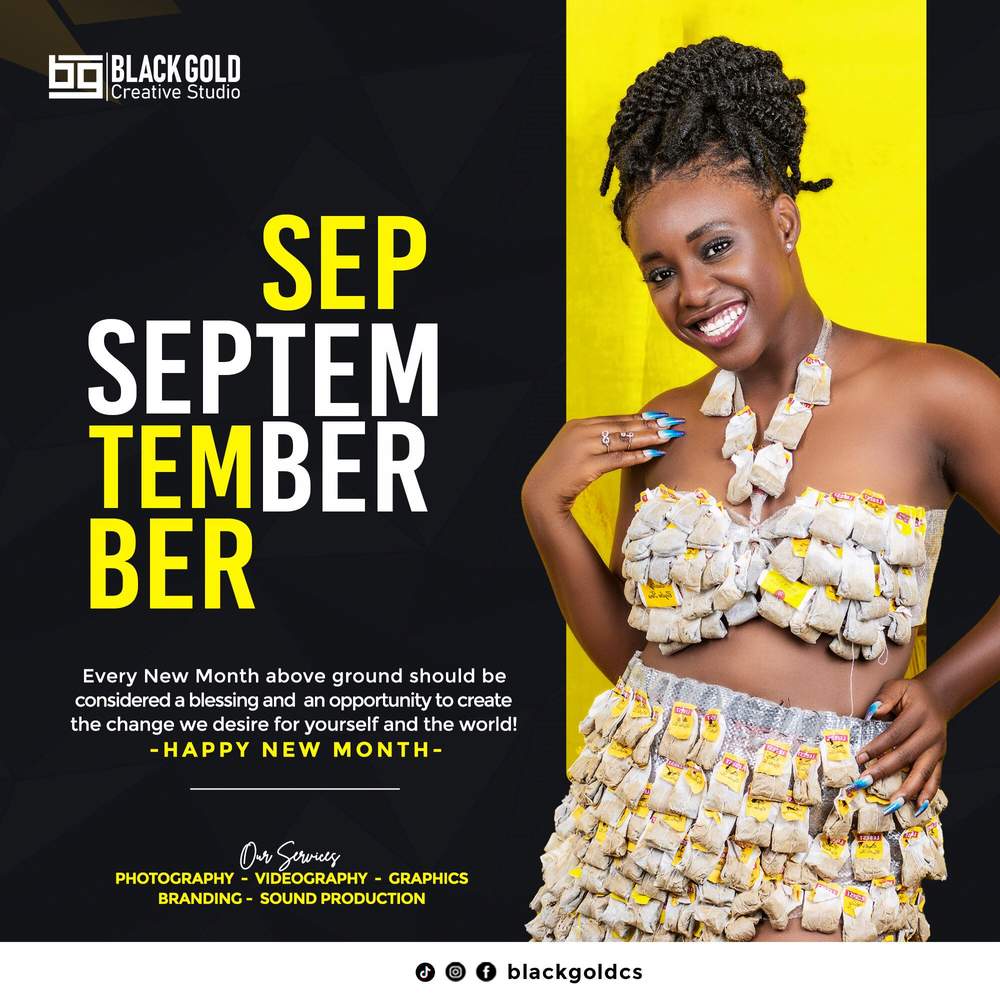 bg BLACK GOLD
Creative Studio
SEP
SEPTEM
TEMBER
BER
Every New Month above ground should be
considered a blessing and an opportunity to create
the change we desire for yourself and the world!
-HAPPY NEW MONTH-
Our Services
PHOTOGRAPHY - VIDEOGRAPHY - GRAPHICS
BRANDING - SOUND PRODUCTION
blackgoldcs